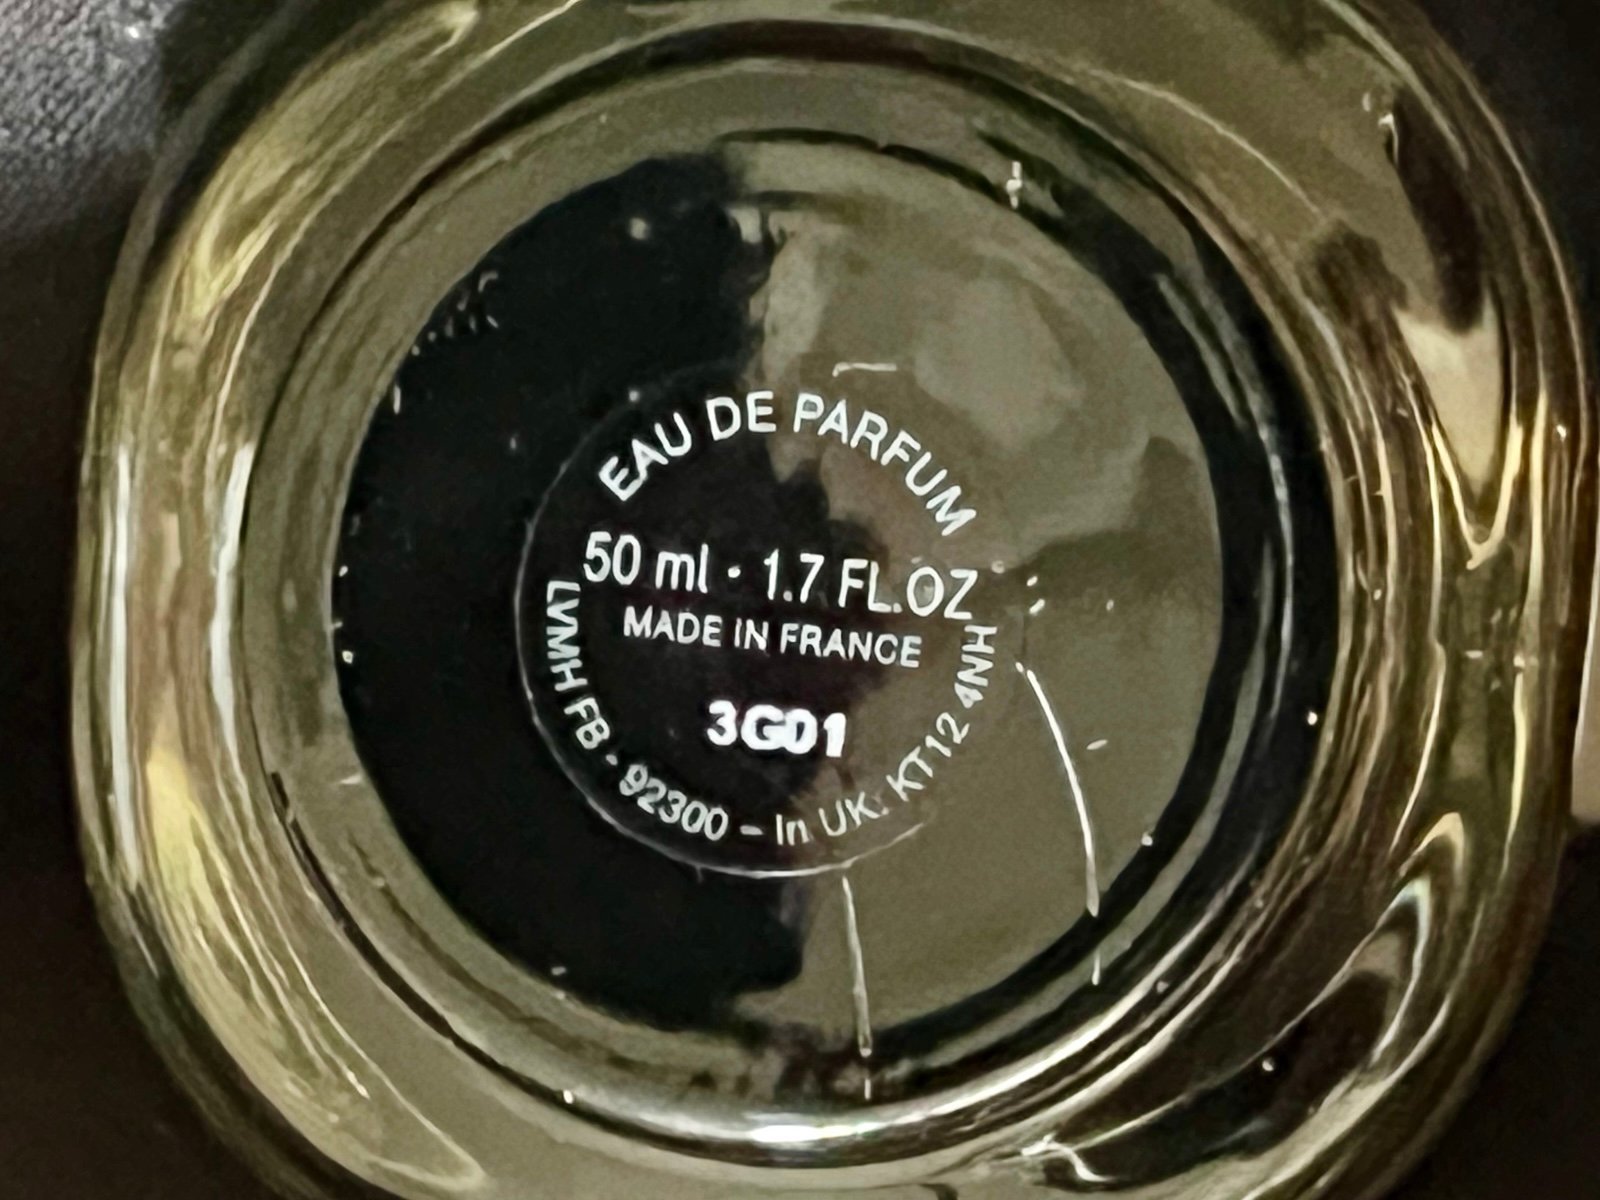 EAU DE PARFUM
50 ml · 1.7 FL.OZ
MADE IN FRANCE
3G01
LVMH FB - 92300 – In UK: KT12 4NH